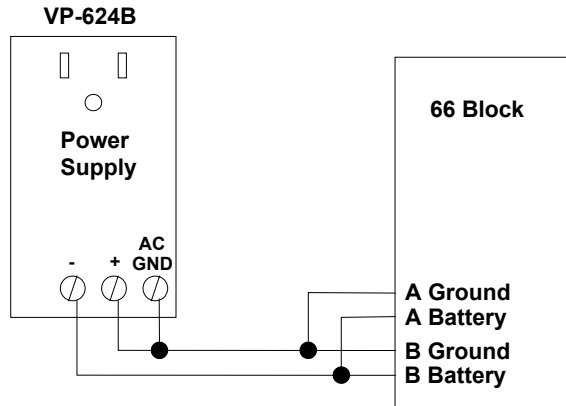 VP-624B
Power
Supply
-
+
AC
GND
66 Block
A Ground
A Battery
B Ground
B Battery